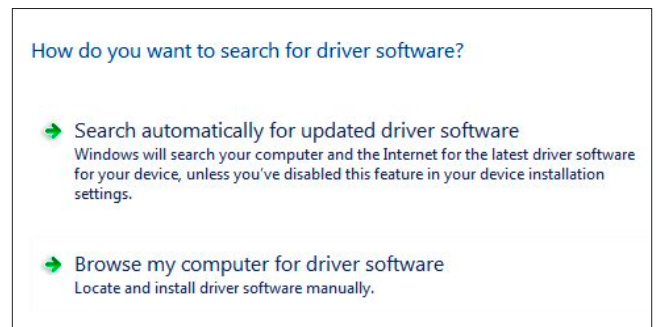 How do you want to search for driver software?
Search automatically for updated driver software
Windows will search your computer and the Internet for the latest driver software
for your device, unless you've disabled this feature in your device installation
settings.
Browse my computer for driver software
Locate and install driver software manually.